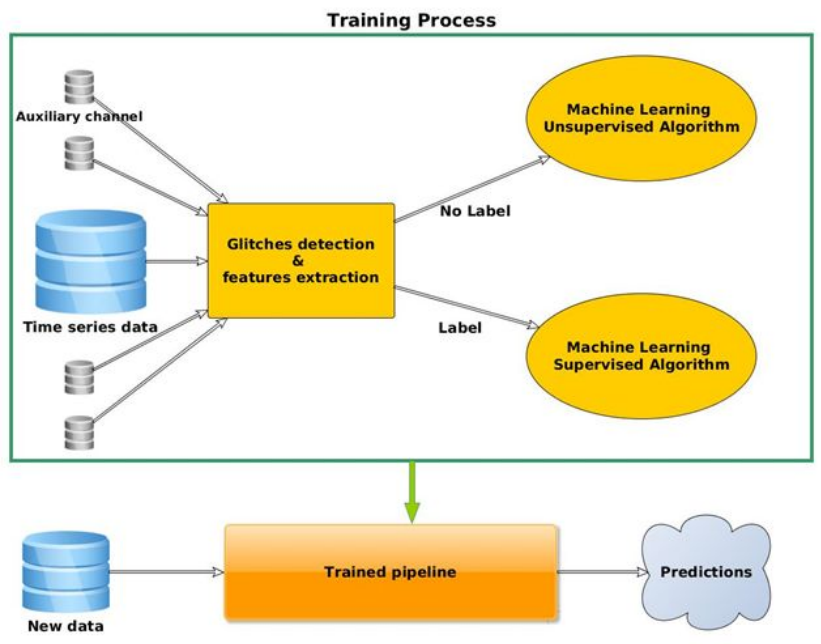 Training Process
Auxiliary channel
Machine Learning
Unsupervised Algorithm
No Label
Glitches detection
&
features extraction
Time series data
Label
Machine Learning
Supervised Algorithm
New data
Trained pipeline
Predictions